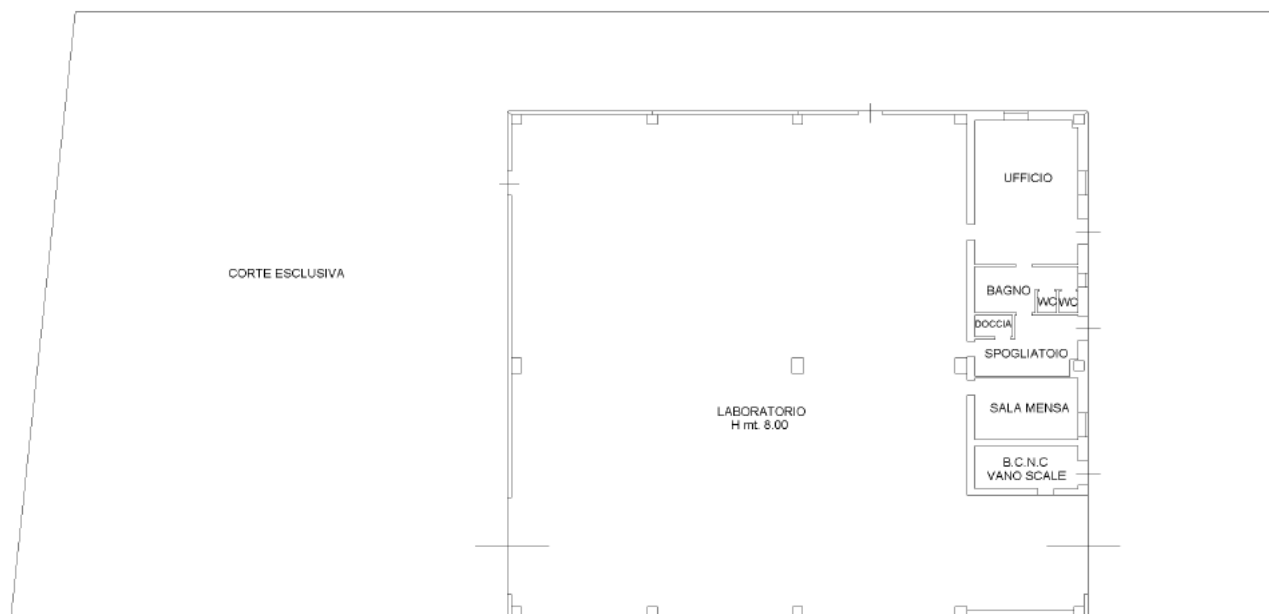 UFFICIO
CORTE ESCLUSIVA
BAGNO
WC WC
DOCCIA
SPOGLIATOIO
LABORATORIO
H mt. 8.00
SALA MENSA
B.C.N.C
VANO SCALE